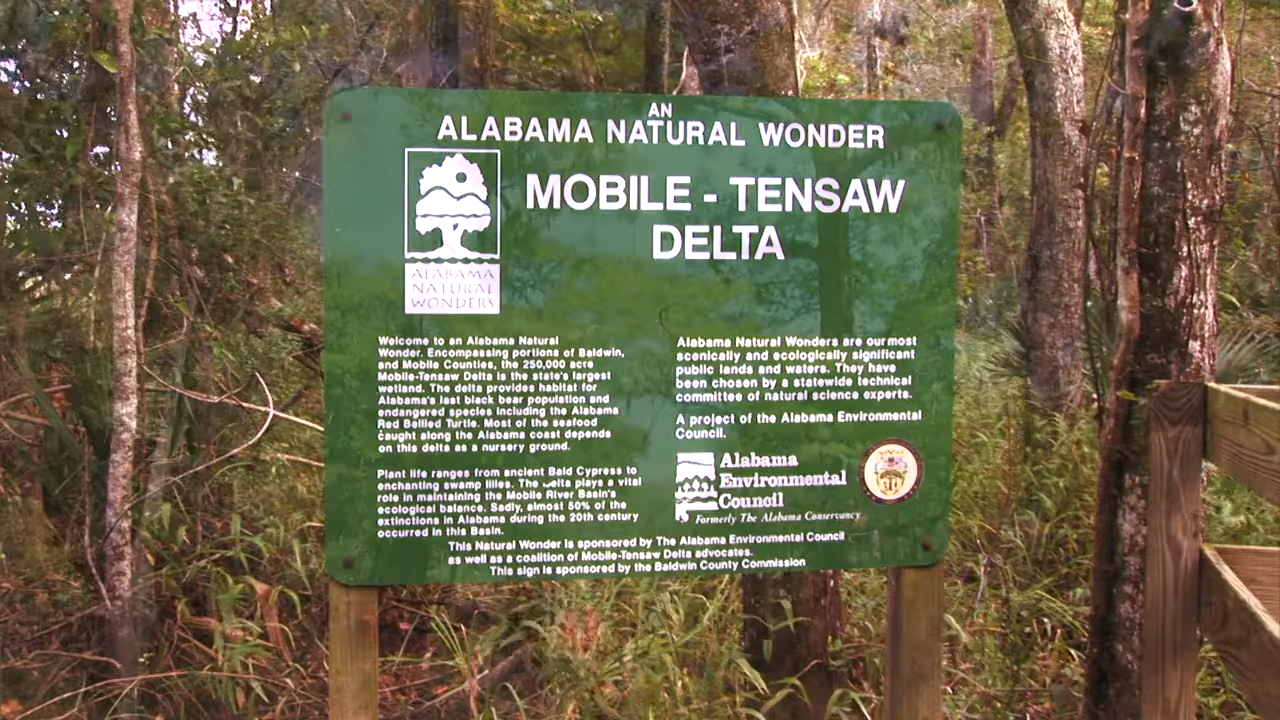 AN
ALABAMA NATURAL WONDER
MOBILE - TENSAW
DELTA
ALABAMA
NATURAL
WONDERS
Welcome to an Alabama Natural
Wonder. Encompassing portions of Baldwin,
and Mobile Counties, the 250,000 acre
Mobile-Tensaw Delta is the state's largest
wetland. The delta provides habitat for
Alabama's last black bear population and
endangered species including the Alabama
Red Bellied Turtle. Most of the seafood
caught along the Alabama coast depends
on this delta as a nursery ground.
Plant life ranges from ancient Bald Cypress to
enchanting swamp lilies. The Delta plays a vital
role in maintaining the Mobile River Basin's
ecological balance. Sadly, almost 50% of the
extinctions in Alabama during the 20th century
occurred in this Basin.
Alabama Natural Wonders are our most
scenically and ecologically significant
public lands and waters. They have
been chosen by a statewide technical
committee of natural science experts.
A project of the Alabama Environmental
Council.
Alabama
Environmental
Council
Formerly The Alabama Conservancy
This Natural Wonder is sponsored by The Alabama Environmental Council
as well as a coalition of Mobile-Tensaw Delta advocates.
This sign is sponsored by the Baldwin County Commission